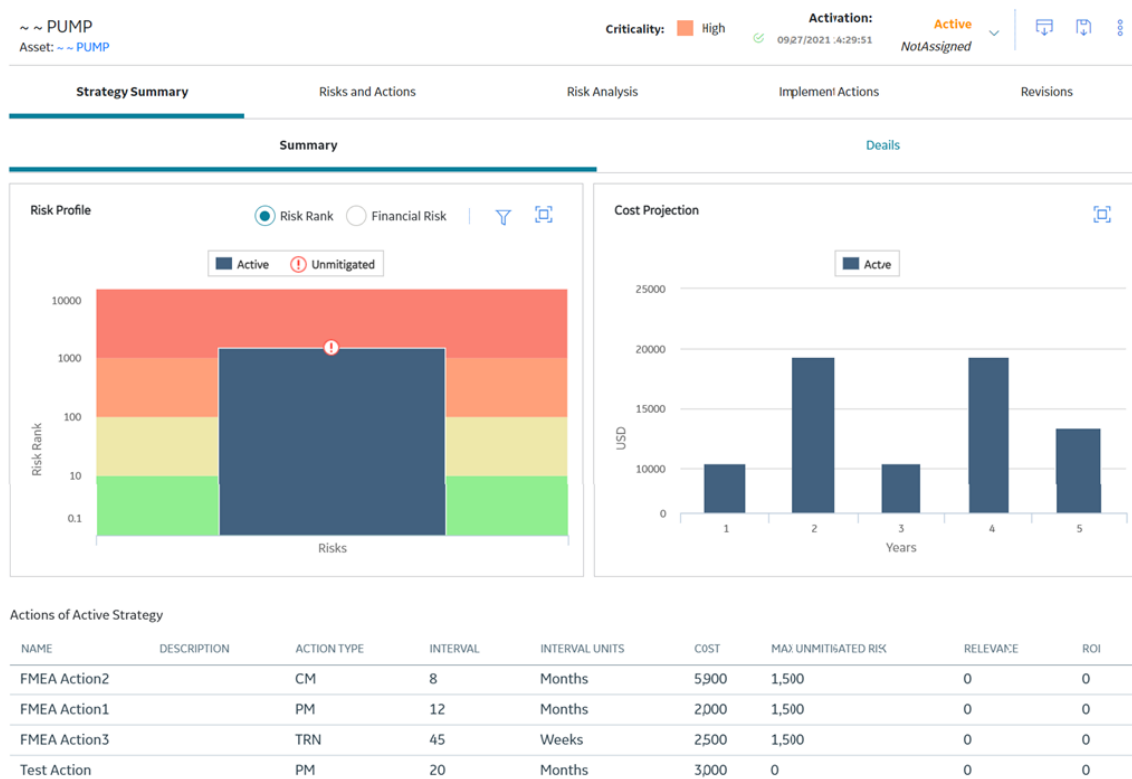 ~ ~ PUMP
Asset: ~ ~ PUMP
Criticality: High
Activation:
09/27/2021 14:29:51
Active
NotAssigned
Strategy Summary
Risks and Actions
Risk Analysis
Implement Actions
Revisions
Summary
Deails
Risk Profile
Risk Rank
Financial Risk
Active
Unmitigated
10000
1000
100
10
0.1
Risk Rank
Risks
Cost Projection
Active
25000
20000
15000
10000
0
USD
1 2 3 4 5
Years
Actions of Active Strategy
NAME DESCRIPTION ACTION TYPE INTERVAL INTERVAL UNITS COST MAX UNMITIGATED RISK RELEVANCE ROI
FMEA Action2 CM 8 Months 5,900 1,500 0 0
FMEA Action1 PM 12 Months 2,000 1,500 0 0
FMEA Action3 TRN 45 Weeks 2,500 1,500 0 0
Test Action PM 20 Months 3,000 0 0 0